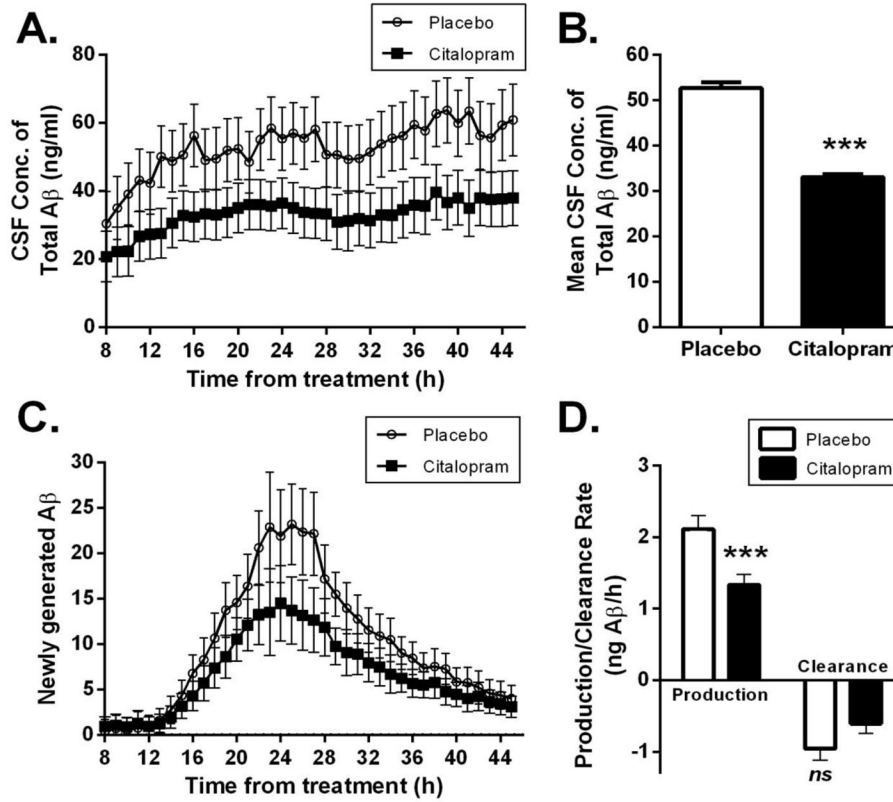 A.
Placebo
Citalopram
80
60
40
20
0
CSF Conc. of
Total Aβ (ng/ml)
8 12 16 20 24 28 32 36 40 44
Time from treatment (h)
B.
60
50
40
30
20
10
0
Mean CSF Conc. of
Total Aβ (ng/ml)
***
Placebo Citalopram
C.
Placebo
Citalopram
30
25
20
15
10
5
0
Newly generated Aβ
8 12 16 20 24 28 32 36 40 44
Time from treatment (h)
D.
Placebo
Citalopram
3
2
1
0
-1
Production/Clearance Rate
(ng Aβ/h)
***
Production
Clearance
ns